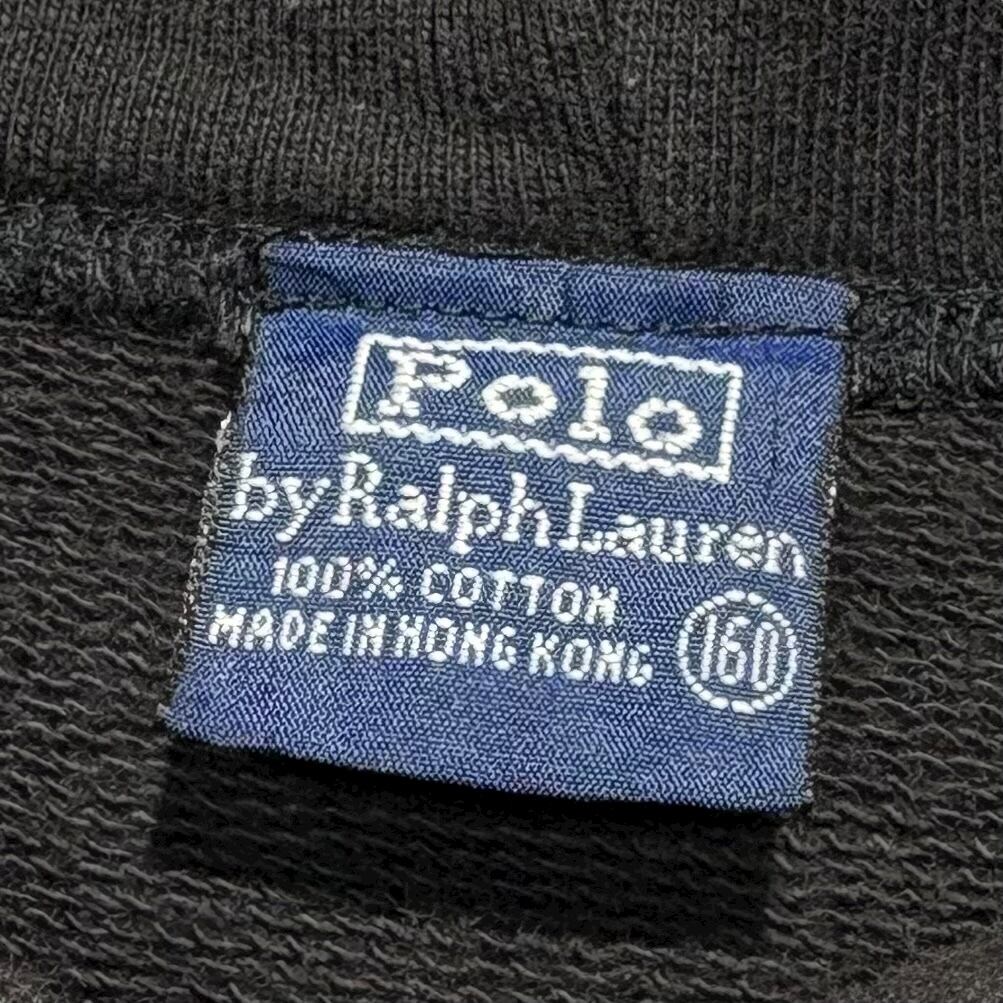 Polo
by Ralph Lauren
100% COTTON
MADE IN HONG KONG
160